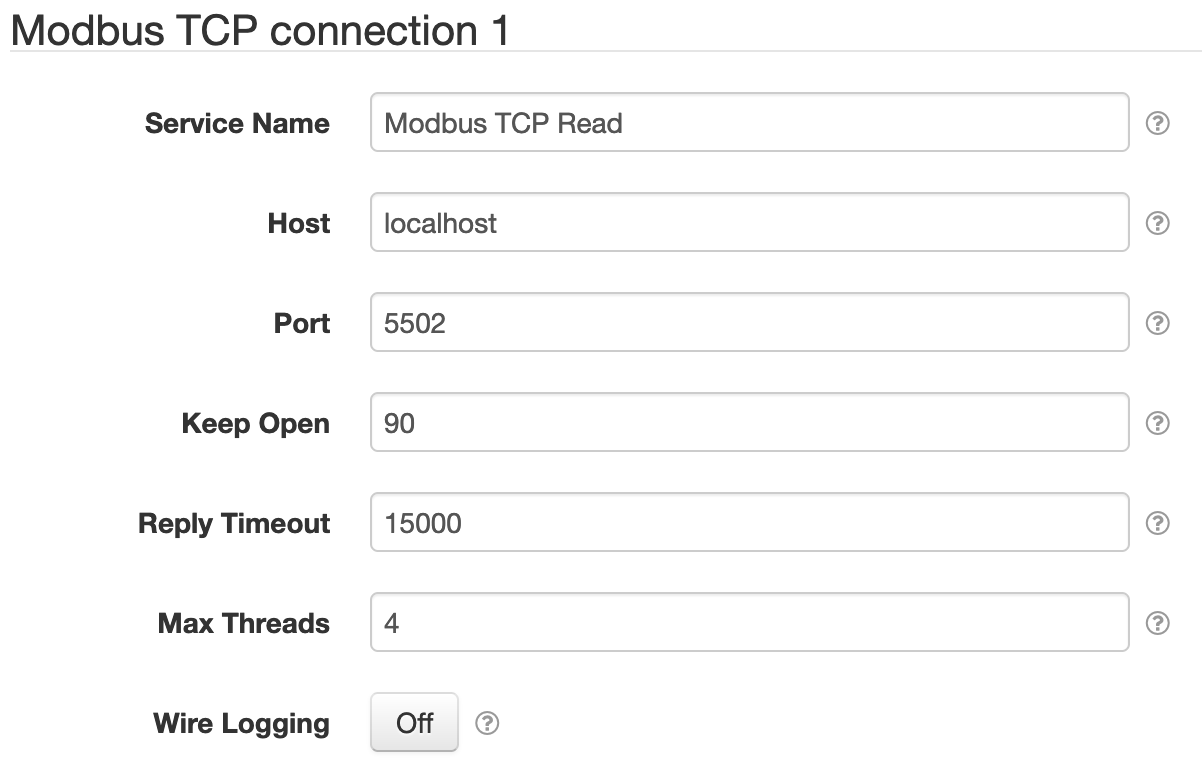 Modbus TCP connection 1
Service Name Modbus TCP Read ?
Host localhost ?
Port 5502 ?
Keep Open 90 ?
Reply Timeout 15000 ?
Max Threads 4 ?
Wire Logging Off ?